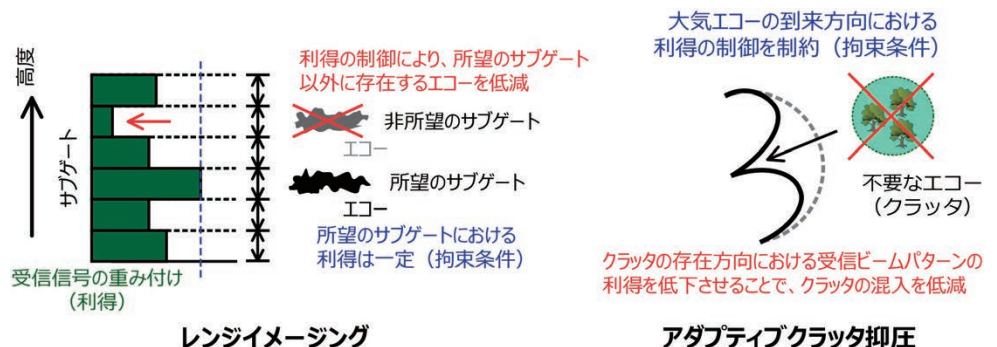 高度
サブゲート
受信信号の重み付け
(利得)
利得の制御により、所望のサブゲート
以外に存在するエコーを低減
非所望のサブゲート
エコー
所望のサブゲート
エコー
所望のサブゲートにおける
利得は一定（拘束条件）
レンジイメージング
大気エコーの到来方向における
利得の制御を制約（拘束条件）
不要なエコー
（クラッタ）
クラッタの存在方向における受信ビームパターンの
利得を低下させることで、クラッタの混入を低減
アダプティブクラッタ抑圧